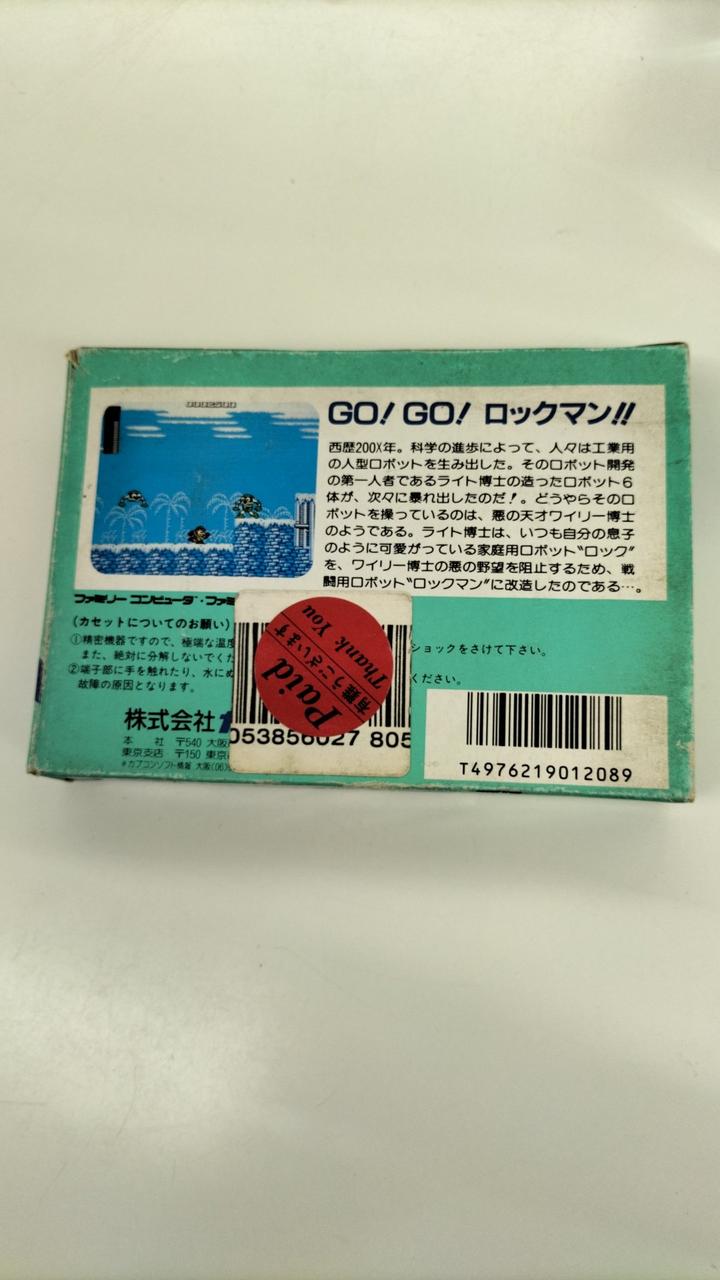 0002500
GO! GO! ロックマン!!
西歴200X年。科学の進歩によって、人々は工業用
の人型ロボットを生み出した。そのロボット開発
の第一人者であるライト博士の造ったロボット6
体が、次々に暴れ出したのだ！。どうやらそのロ
ボットを操っているのは、悪の天才ワイリー博士
のようである。ライト博士は、いつも自分の息子
のように可愛がっている家庭用ロボット"ロック"
を、ワイリー博士の悪の野望を阻止するため、戦
闘用ロボット"ロックマン"に改造したのである…。
ファミリー コンピュータ・ファミ
(カセットについてのお願い)
①精密機器ですので、極端な温度
ショックをさけて下さい。
また、絶対に分解しないでくだ
②端子部に手を触れたり、水にぬ
ください。
故障の原因となります。
株式会社
本 社 〒540 大阪
東京支店 〒150 東京
＊カプコンソフト情報 大阪(06)
Paid
有難うございます
Thank You
053856027 805
T4976219012089